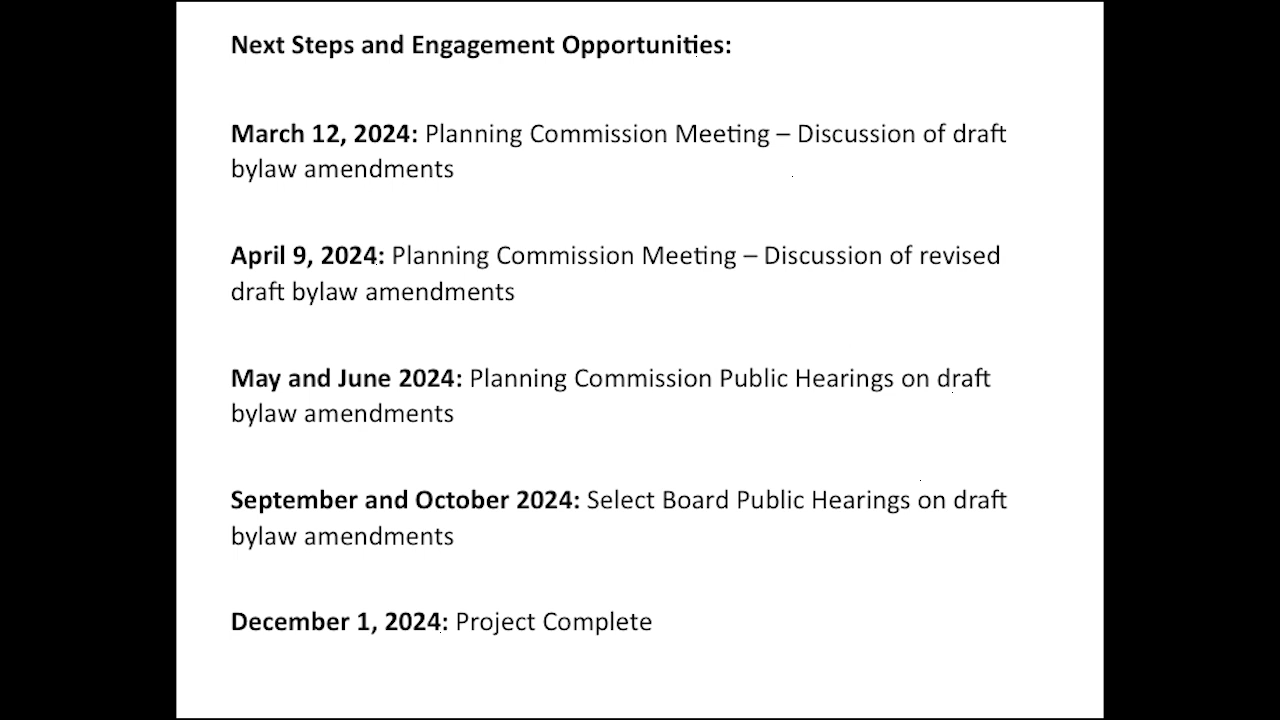 Next Steps and Engagement Opportunities:
March 12, 2024: Planning Commission Meeting – Discussion of draft
bylaw amendments
April 9, 2024: Planning Commission Meeting – Discussion of revised
draft bylaw amendments
May and June 2024: Planning Commission Public Hearings on draft
bylaw amendments
September and October 2024: Select Board Public Hearings on draft
bylaw amendments
December 1, 2024: Project Complete